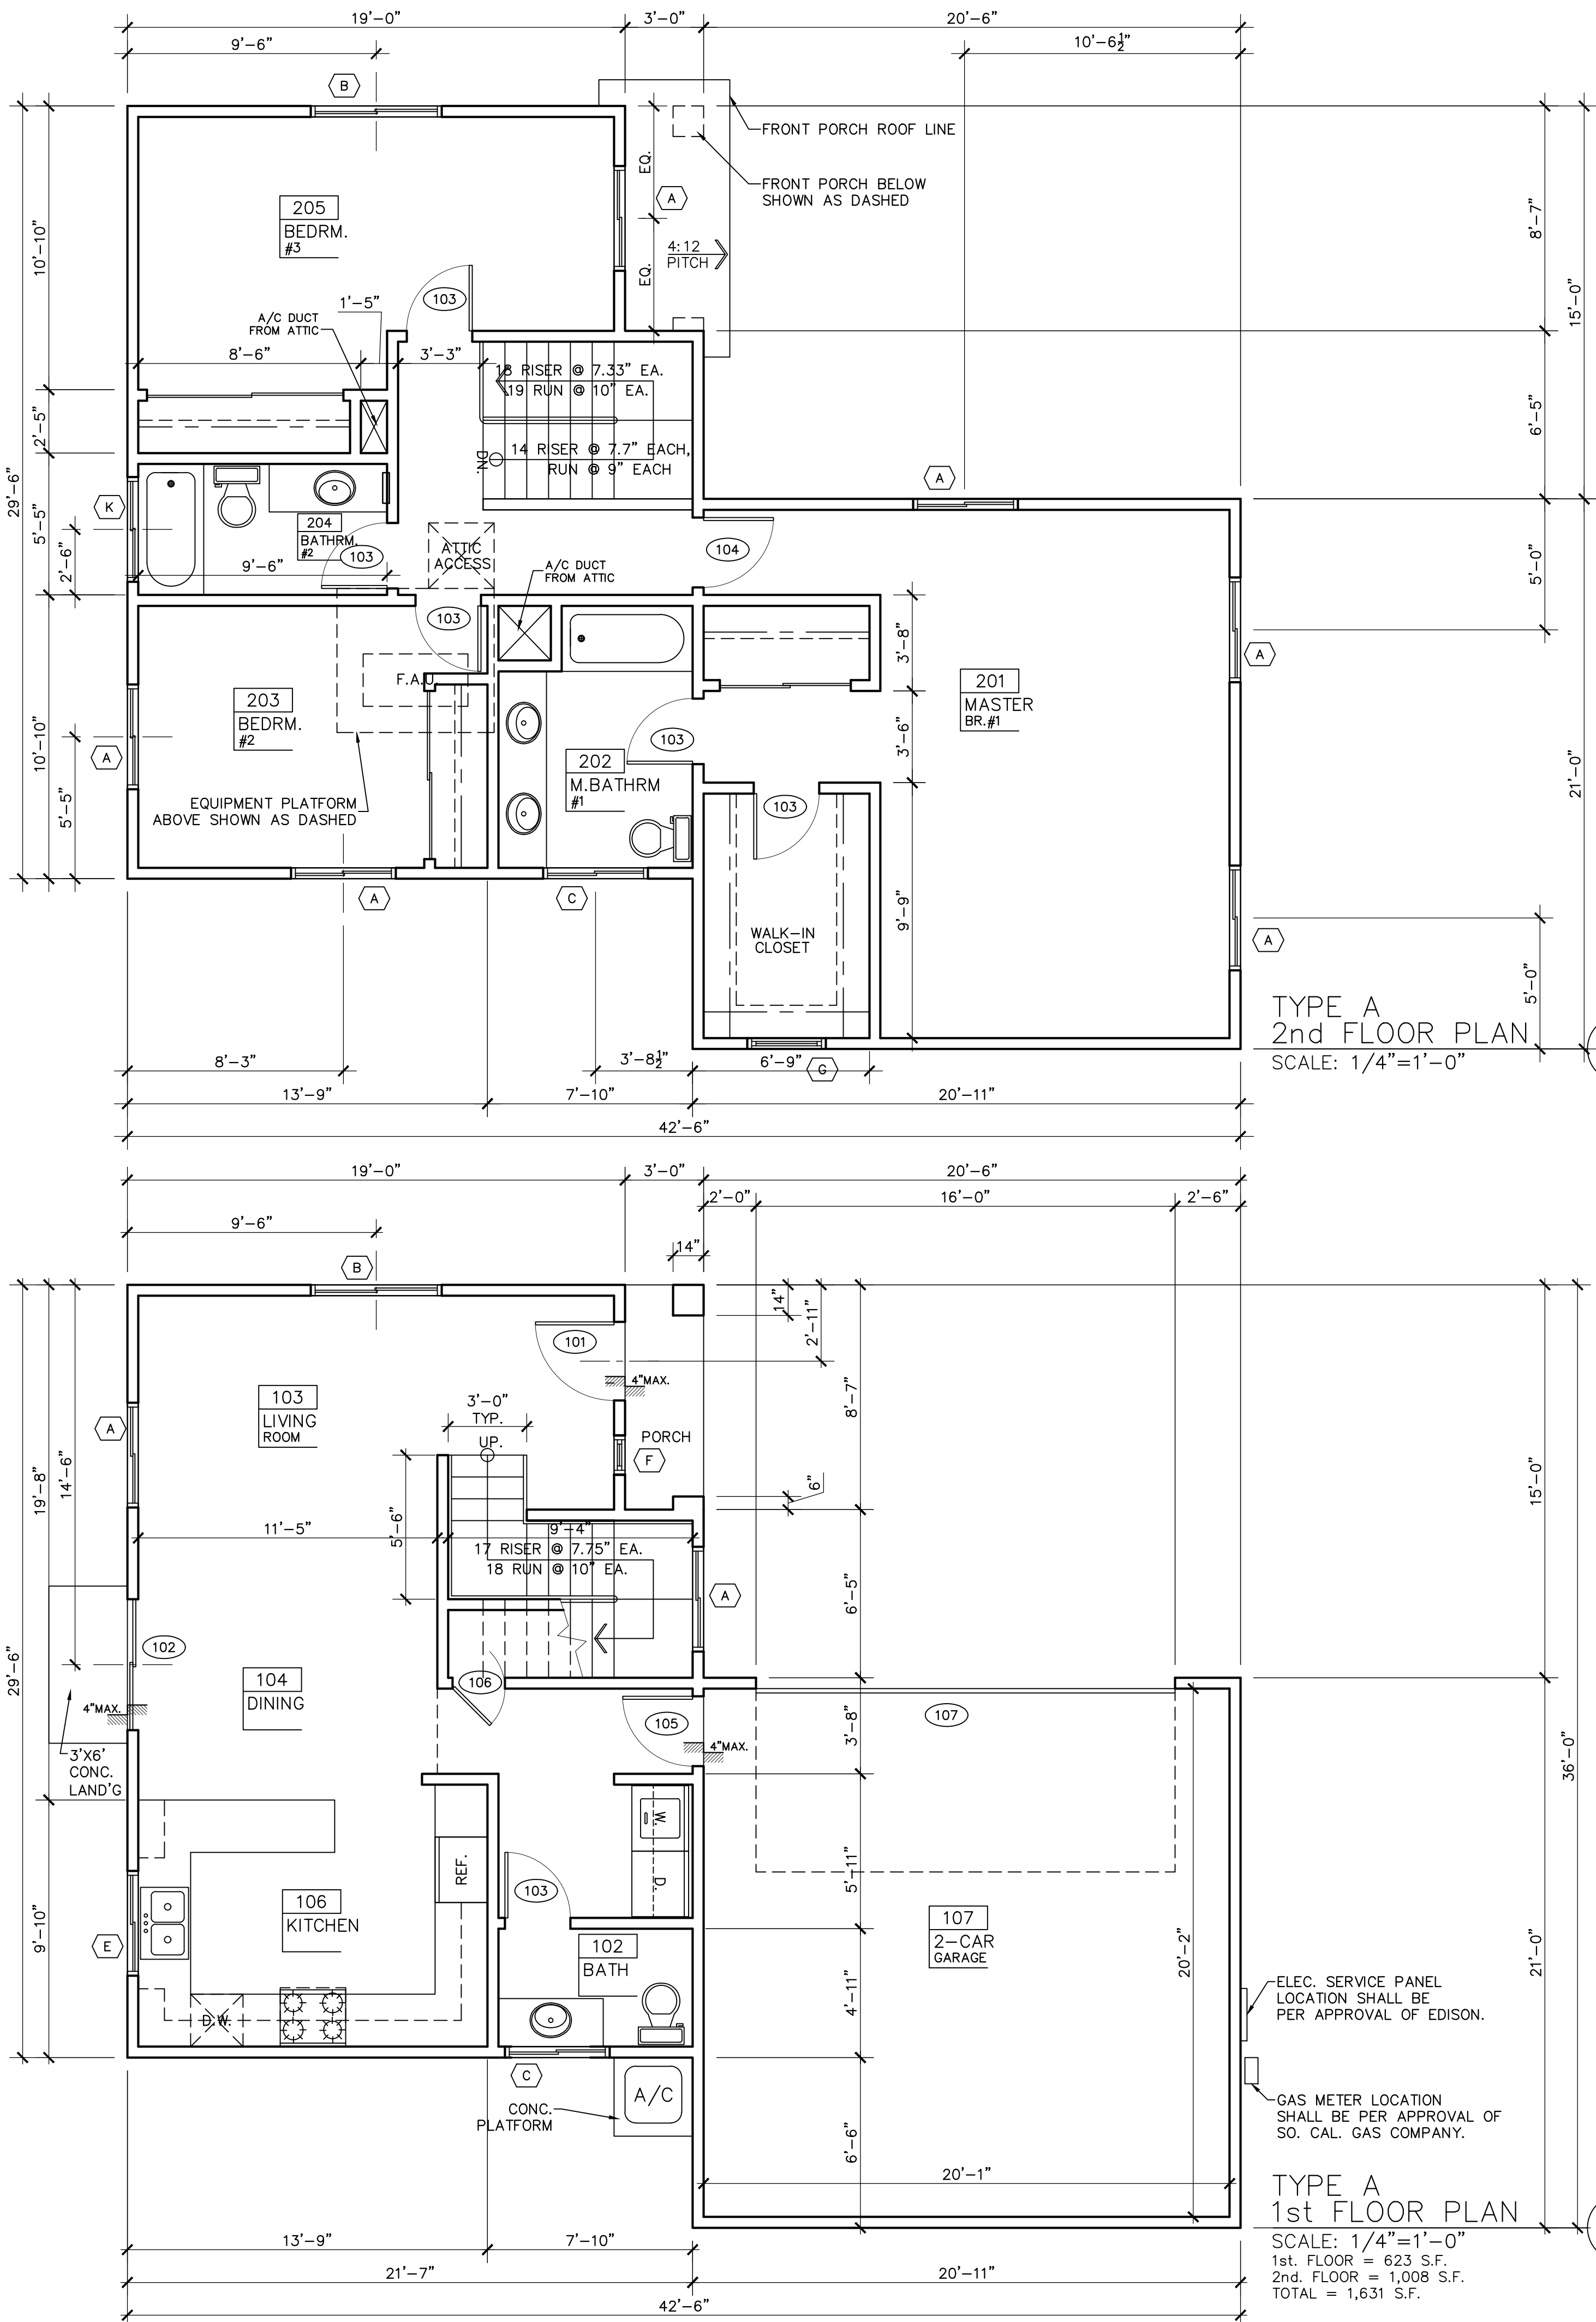 19'-0"
3'-0"
20'-6"
9'-6"
10'-6½"
B
FRONT PORCH ROOF LINE
EQ.
A
FRONT PORCH BELOW
SHOWN AS DASHED
205
BEDRM.
#3
4:12
PITCH
EQ.
8'-7"
10'-10"
15'-0"
103
1'-5"
A/C DUCT
FROM ATTIC
8'-6"
3'-3"
18 RISER @ 7.33" EA.
19 RUN @ 10" EA.
6'-5"
2'-5"
14 RISER @ 7.7" EACH,
RUN @ 9" EACH
DN.
29'-6"
K
5'-5"
2'-6"
204
BATHRM.
#2
103
9'-6"
ATTIC
ACCESS
A/C DUCT
FROM ATTIC
A
104
5'-0"
103
F.A.U.
3'-8"
A
203
BEDRM.
#2
201
MASTER
BR.#1
10'-10"
A
5'-5"
103
3'-6"
202
M.BATHRM
#1
EQUIPMENT PLATFORM
ABOVE SHOWN AS DASHED
103
21'-0"
A
C
9'-9"
WALK-IN
CLOSET
A
5'-0"
TYPE A
2nd FLOOR PLAN
SCALE: 1/4"=1'-0"
8'-3"
3'-8½"
6'-9"
G
13'-9"
7'-10"
20'-11"
42'-6"
19'-0"
3'-0"
20'-6"
2'-0"
16'-0"
2'-6"
9'-6"
14"
B
14"
2'-11"
101
4"MAX.
103
LIVING
ROOM
3'-0"
TYP.
UP.
PORCH
8'-7"
A
F
19'-8"
14'-6"
6"
15'-0"
11'-5"
5'-6"
9'-4"
17 RISER @ 7.75" EA.
18 RUN @ 10" EA.
A
6'-5"
29'-6"
102
104
DINING
106
4"MAX.
105
4"MAX.
107
3'-8"
36'-0"
3'X6'
CONC.
LAND'G
W.
REF.
D.
5'-11"
103
106
KITCHEN
E
9'-10"
102
BATH
107
2-CAR
GARAGE
20'-2"
21'-0"
4'-11"
D.W.
ELEC. SERVICE PANEL
LOCATION SHALL BE
PER APPROVAL OF EDISON.
C
A/C
CONC.
PLATFORM
GAS METER LOCATION
SHALL BE PER APPROVAL OF
SO. CAL. GAS COMPANY.
6'-6"
20'-1"
TYPE A
1st FLOOR PLAN
SCALE: 1/4"=1'-0"
1st. FLOOR = 623 S.F.
2nd. FLOOR = 1,008 S.F.
TOTAL = 1,631 S.F.
13'-9"
7'-10"
21'-7"
20'-11"
42'-6"